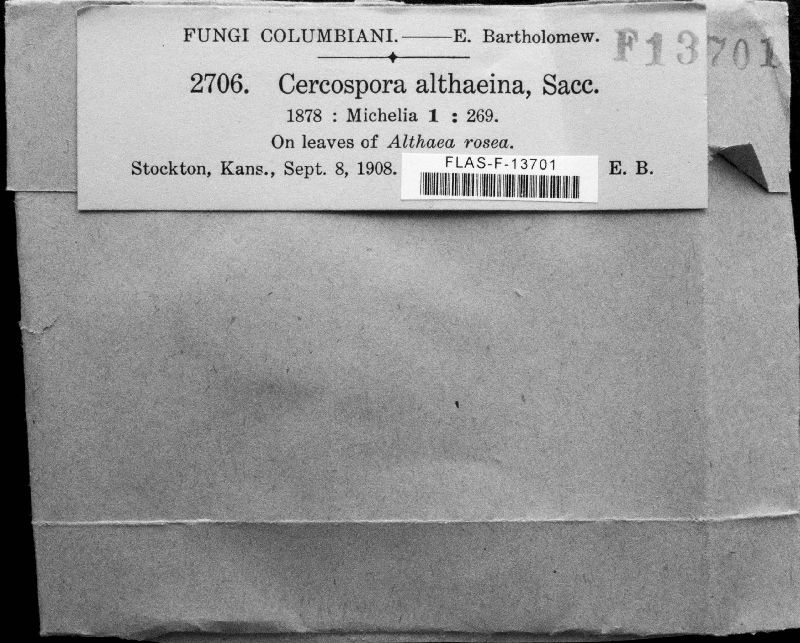 FUNGI COLUMBIANI.——E. Bartholomew.
F13701
2706. Cercospora althaeina, Sacc.
1878 : Michelia 1 : 269.
On leaves of Althaea rosea.
Stockton, Kans., Sept. 8, 1908. E. B.
FLAS-F-13701